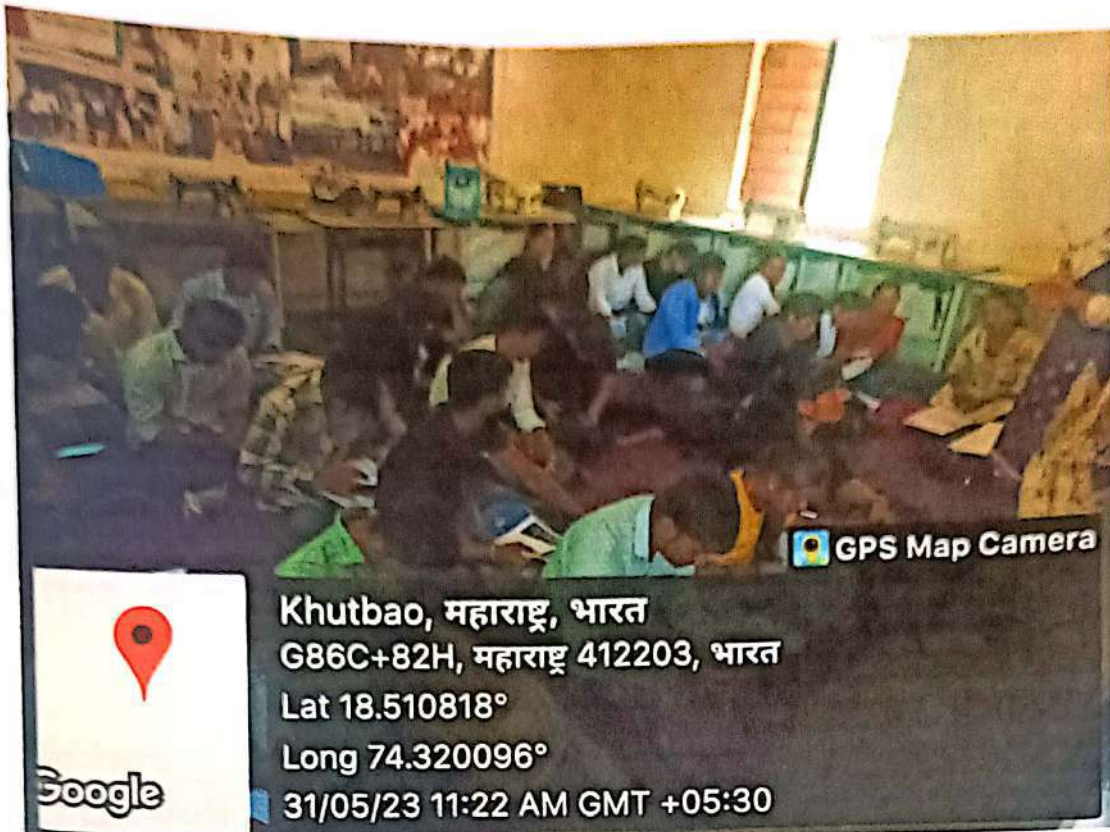 GPS Map Camera
Khutbao, महाराष्ट्र, भारत
G86C+82H, महाराष्ट्र 412203, भारत
Lat 18.510818°
Long 74.320096°
31/05/23 11:22 AM GMT +05:30
Google